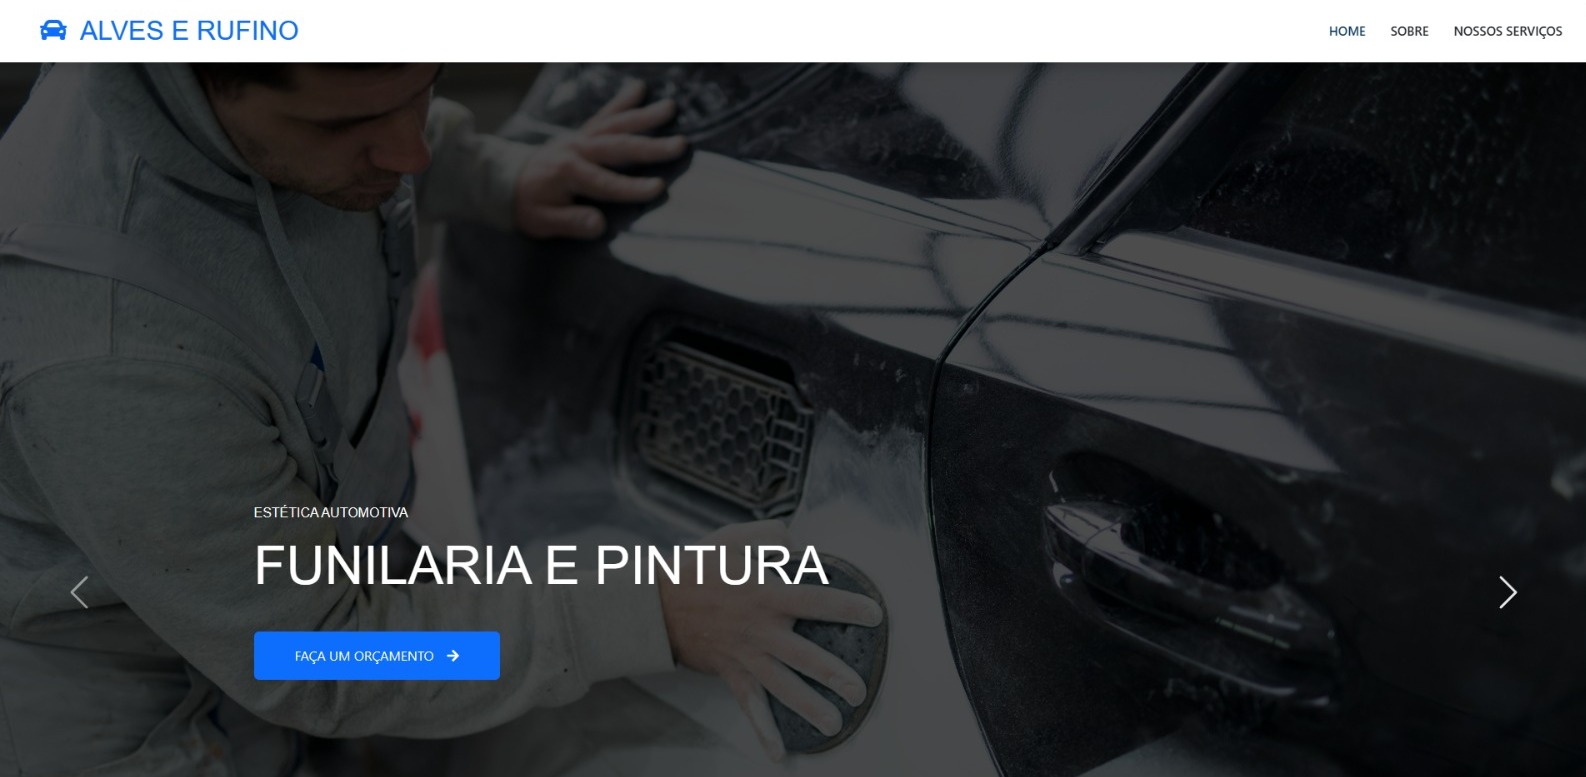 ALVES E RUFINO
HOME
SOBRE
NOSSOS SERVIÇOS
ESTÉTICA AUTOMOTIVA
FUNILARIA E PINTURA
FAÇA UM ORÇAMENTO